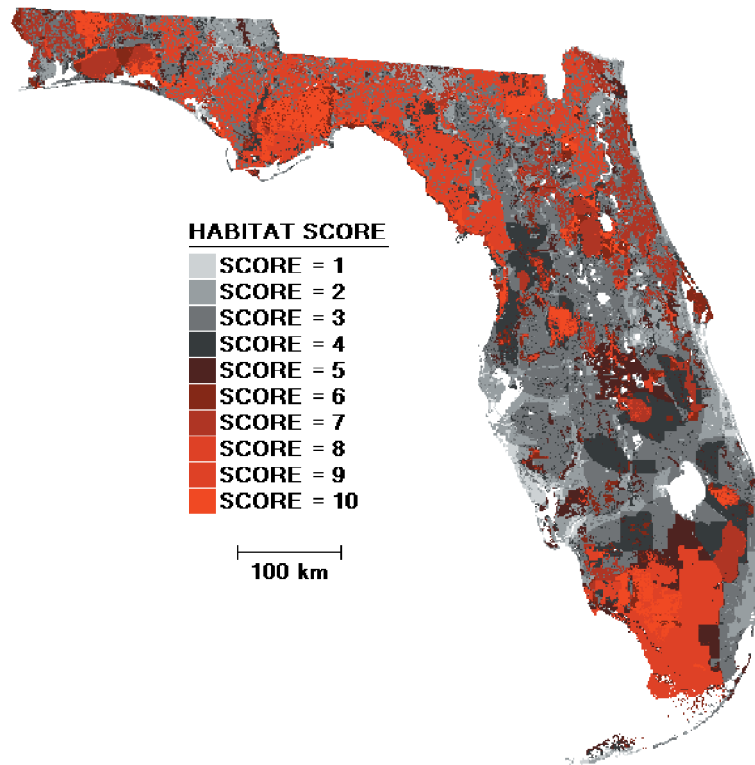 HABITAT SCORE
SCORE = 1
SCORE = 2
SCORE = 3
SCORE = 4
SCORE = 5
SCORE = 6
SCORE = 7
SCORE = 8
SCORE = 9
SCORE = 10
100 km